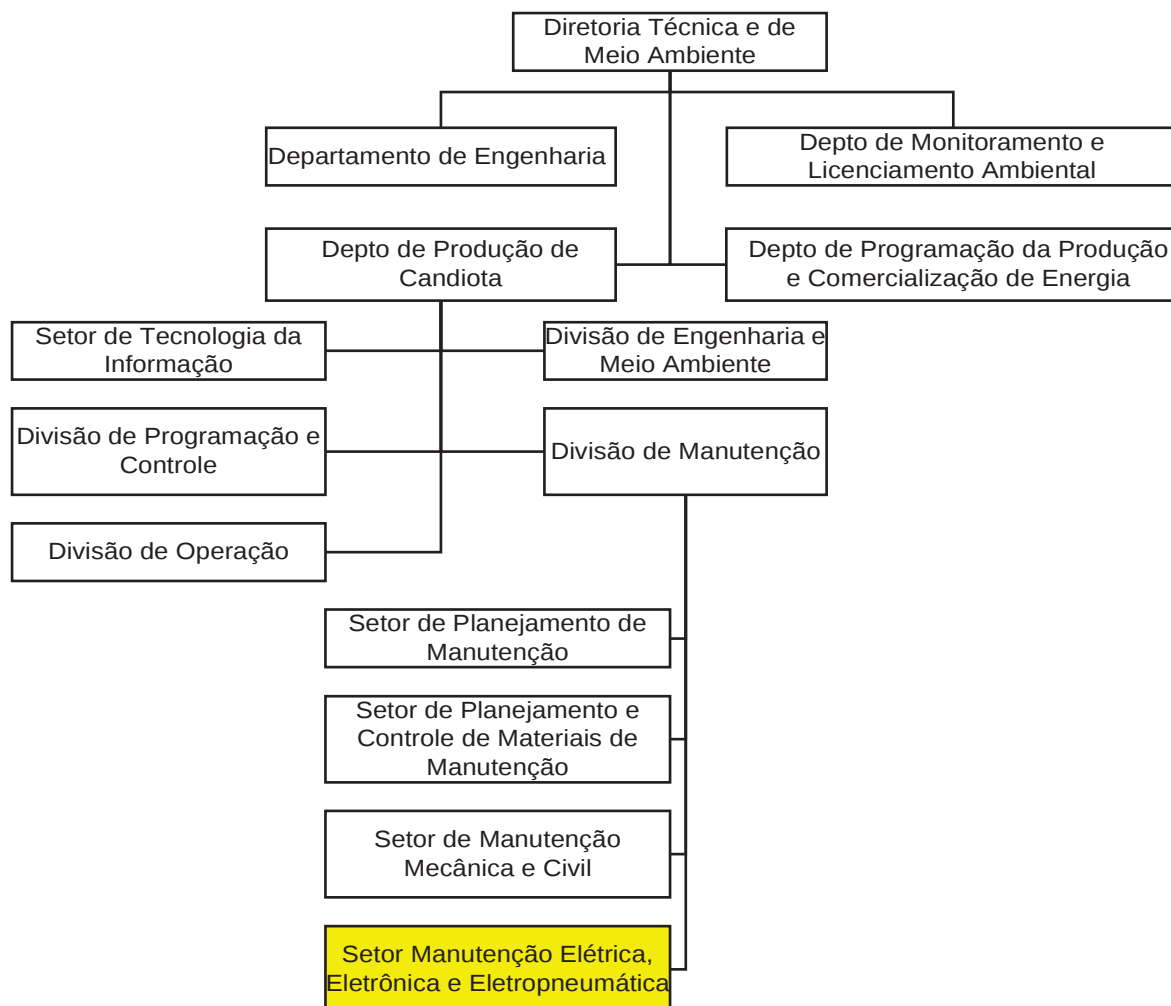 Diretoria Técnica e de
Meio Ambiente
Departamento de Engenharia
Depto de Monitoramento e
Licenciamento Ambiental
Depto de Produção de
Candiota
Depto de Programação da Produção
e Comercialização de Energia
Setor de Tecnologia da
Informação
Divisão de Engenharia e
Meio Ambiente
Divisão de Programação e
Controle
Divisão de Manutenção
Divisão de Operação
Setor de Planejamento de
Manutenção
Setor de Planejamento e
Controle de Materiais de
Manutenção
Setor de Manutenção
Mecânica e Civil
Setor Manutenção Elétrica,
Eletrônica e Eletropneumática